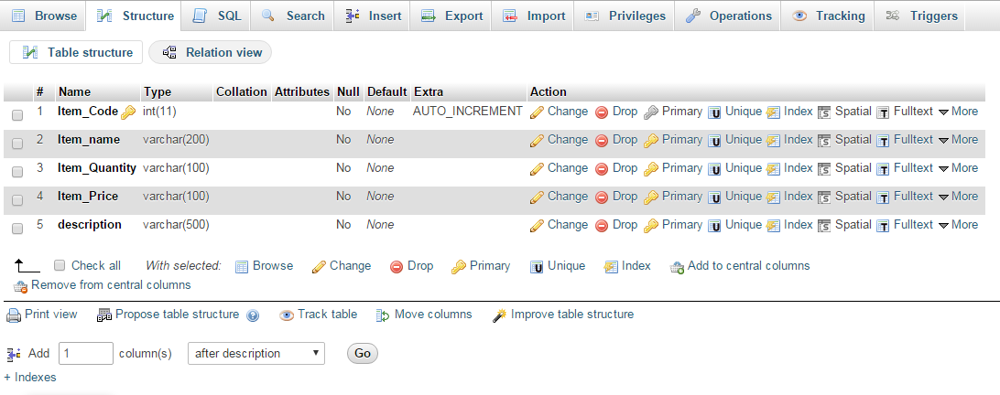 Browse Structure SQL Search Insert Export Import Privileges Operations Tracking Triggers
Table structure Relation view
# Name Type Collation Attributes Null Default Extra Action
1 Item_Code int(11) No None AUTO_INCREMENT Change Drop Primary Unique Index Spatial Fulltext More
2 Item_name varchar(200) No None Change Drop Primary Unique Index Spatial Fulltext More
3 Item_Quantity varchar(100) No None Change Drop Primary Unique Index Spatial Fulltext More
4 Item_Price varchar(100) No None Change Drop Primary Unique Index Spatial Fulltext More
5 description varchar(500) No None Change Drop Primary Unique Index Spatial Fulltext More
Check all With selected: Browse Change Drop Primary Unique Index Add to central columns
Remove from central columns
Print view Propose table structure Track table Move columns Improve table structure
Add 1 column(s) after description Go
+ Indexes